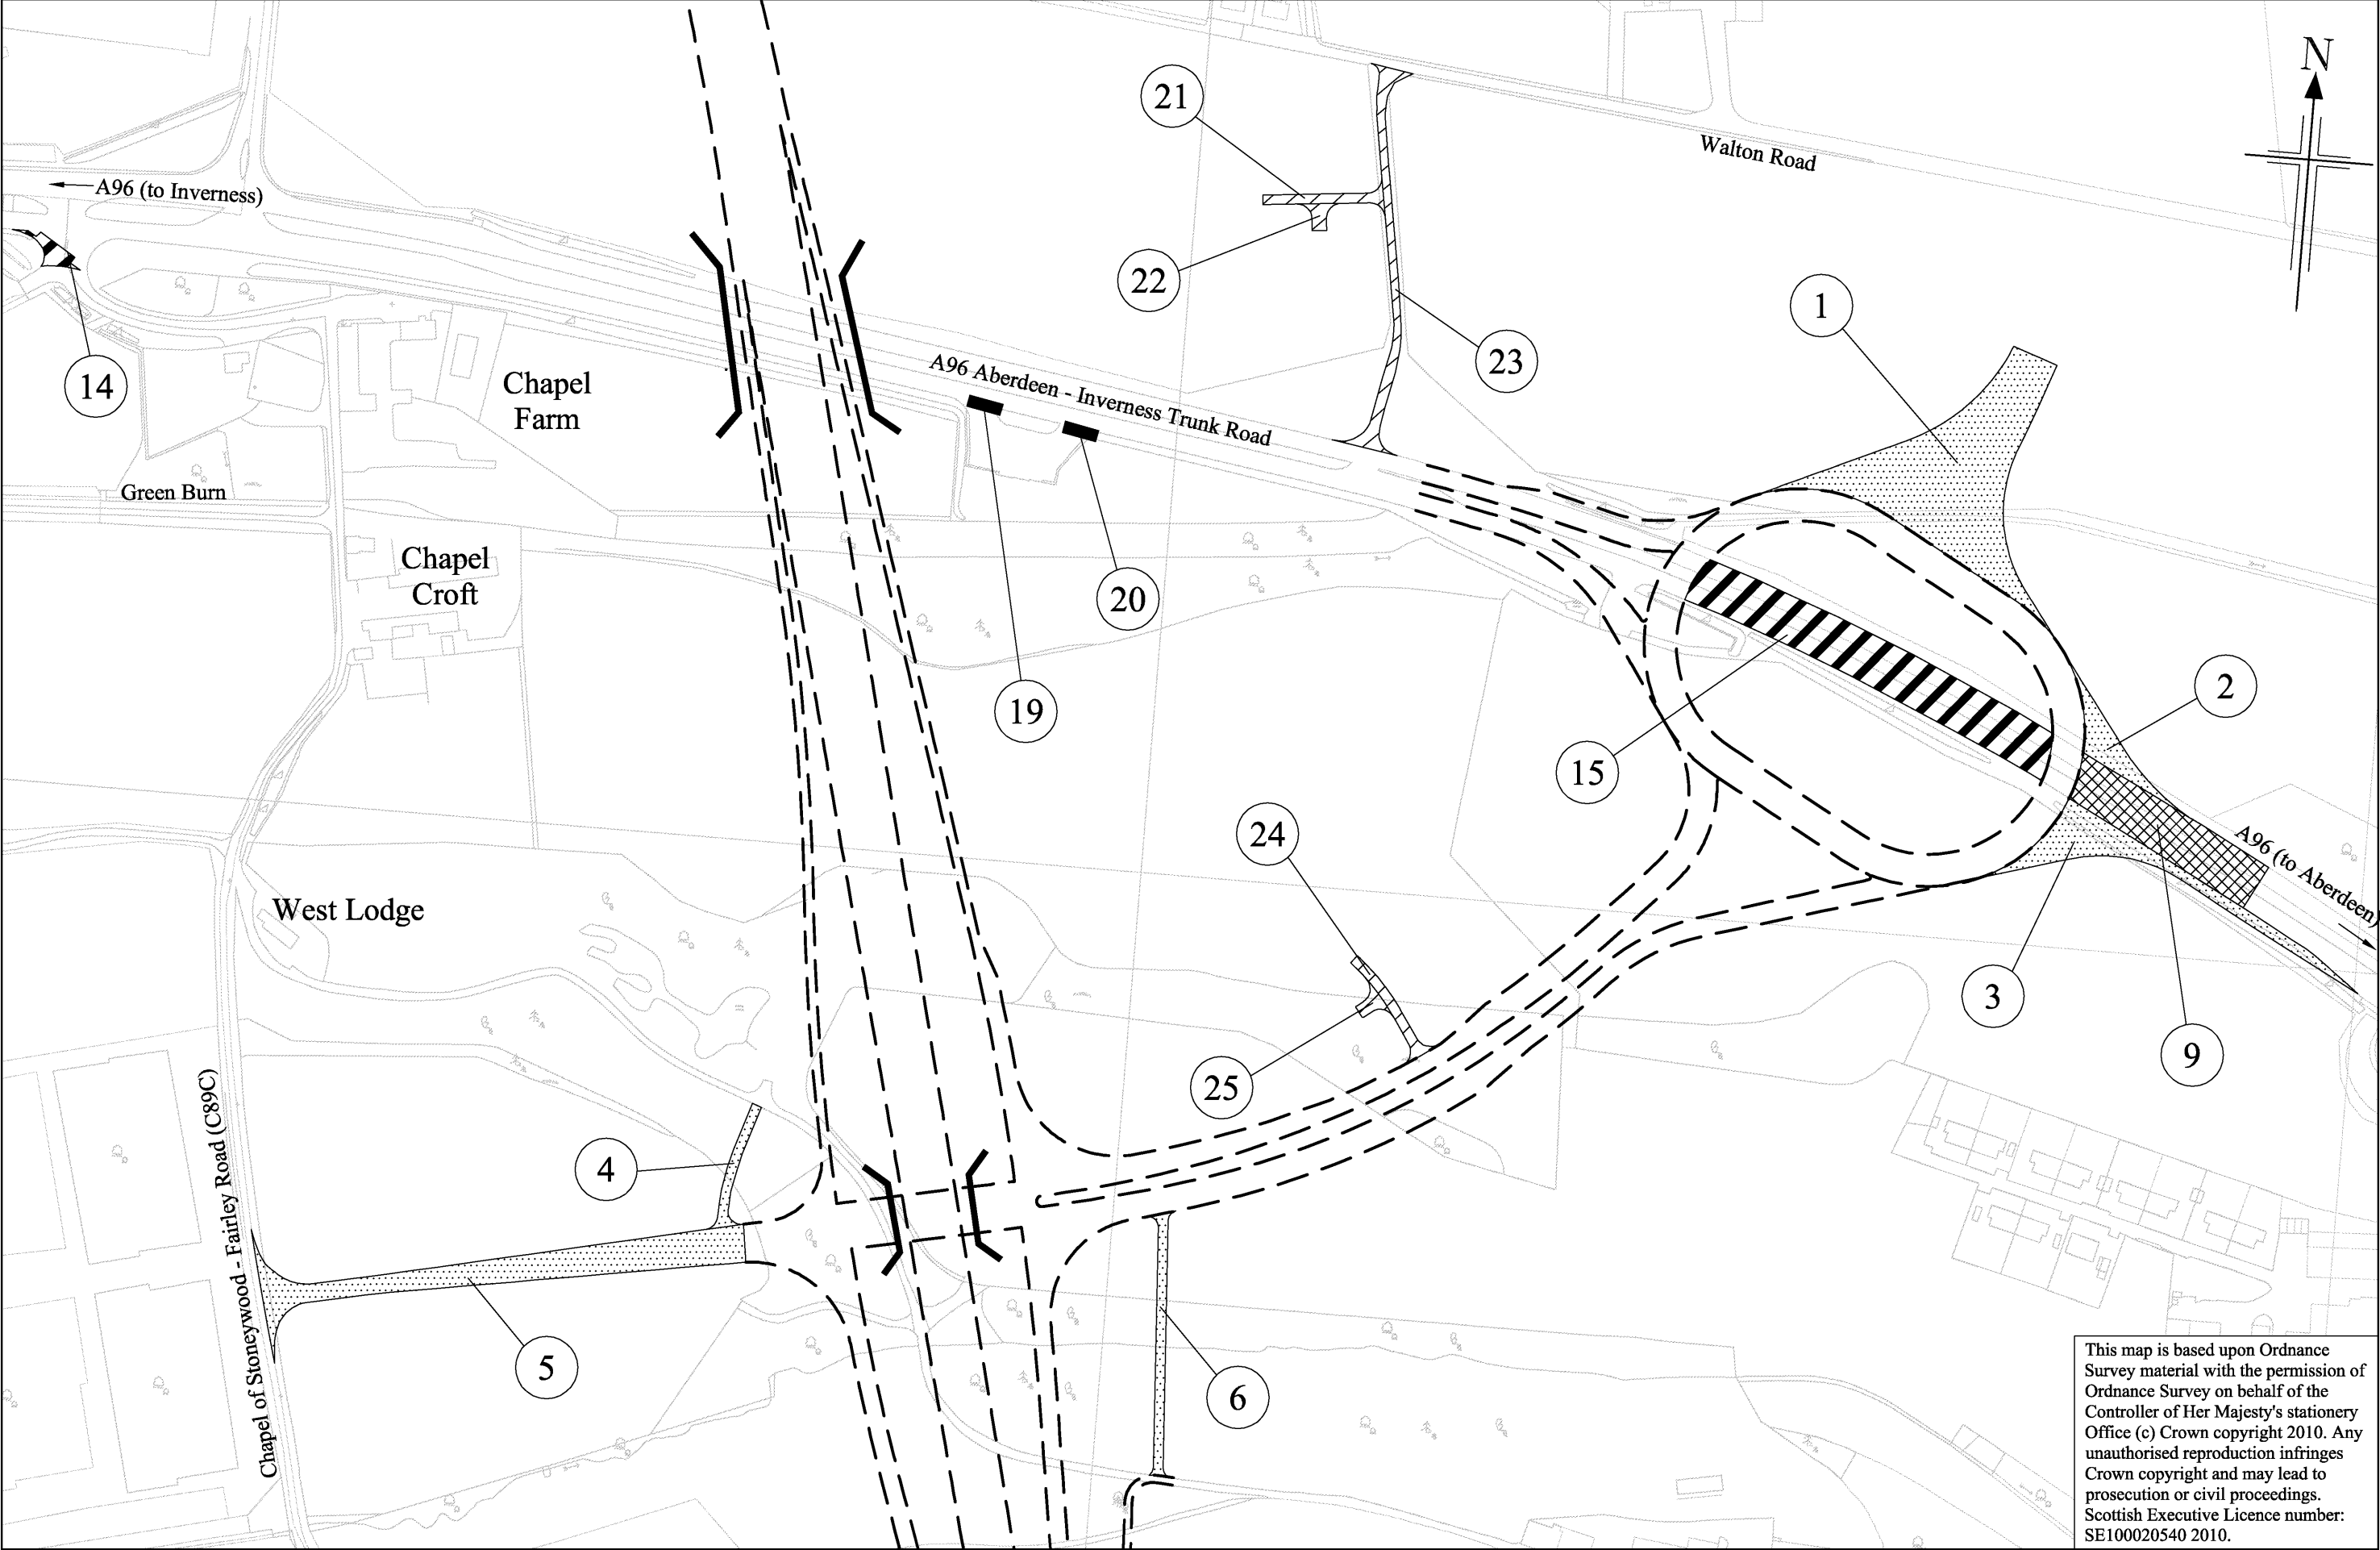 N
21
Walton Road
A96 (to Inverness)
22
1
23
14
Chapel
Farm
A96 Aberdeen - Inverness Trunk Road
Green Burn
Chapel
Croft
20
19
2
15
24
A96 (to Aberdeen)
West Lodge
3
9
25
Chapel of Stoneywood - Fairley Road (C89C)
4
5
6
This map is based upon Ordnance
Survey material with the permission of
Ordnance Survey on behalf of the
Controller of Her Majesty's stationery
Office (c) Crown copyright 2010. Any
unauthorised reproduction infringes
Crown copyright and may lead to
prosecution or civil proceedings.
Scottish Executive Licence number:
SE100020540 2010.